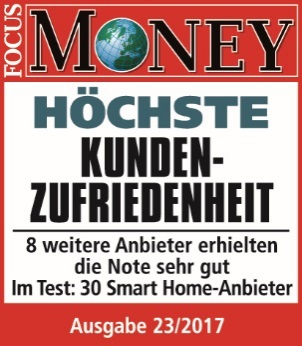 FOCUS
MONEY
HÖCHSTE
KUNDEN-
ZUFRIEDENHEIT
8 weitere Anbieter erhielten
die Note sehr gut
Im Test: 30 Smart Home-Anbieter
Ausgabe 23/2017